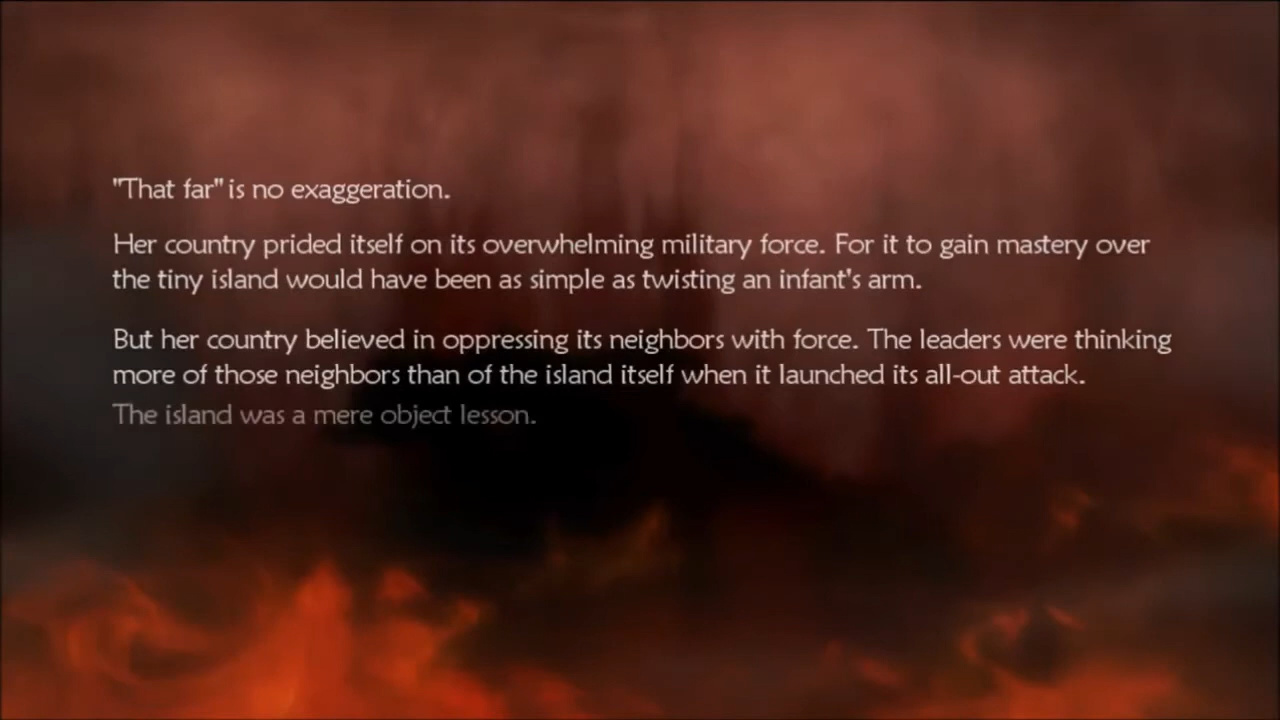 "That far" is no exaggeration.
Her country prided itself on its overwhelming military force. For it to gain mastery over
the tiny island would have been as simple as twisting an infant's arm.
But her country believed in oppressing its neighbors with force. The leaders were thinking
more of those neighbors than of the island itself when it launched its all-out attack.
The island was a mere object lesson.